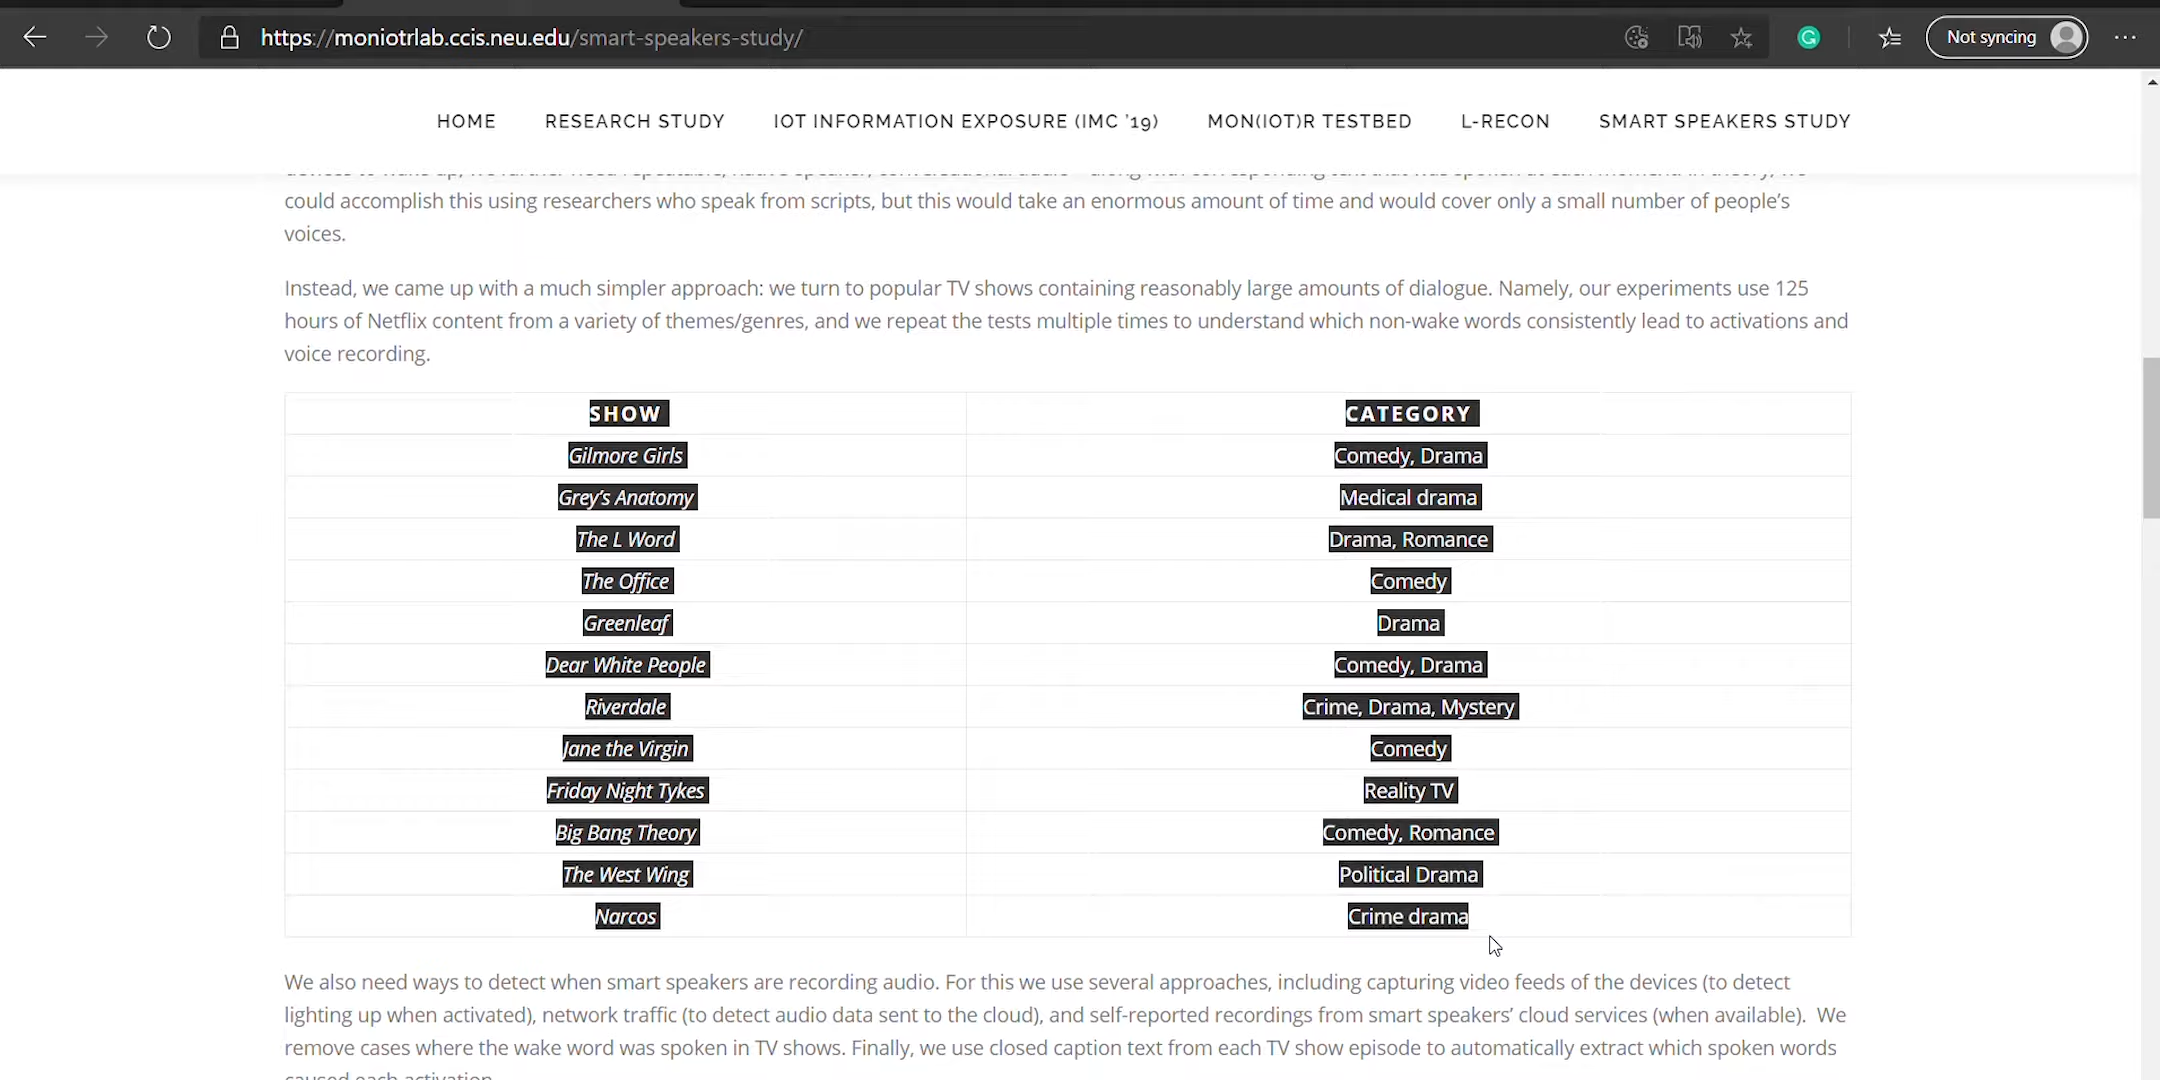 https://moniotrlab.ccis.neu.edu/smart-speakers-study/
Not syncing
HOME RESEARCH STUDY IOT INFORMATION EXPOSURE (IMC '19) MON(IOT)R TESTBED L-RECON SMART SPEAKERS STUDY
could accomplish this using researchers who speak from scripts, but this would take an enormous amount of time and would cover only a small number of people's
voices.
Instead, we came up with a much simpler approach: we turn to popular TV shows containing reasonably large amounts of dialogue. Namely, our experiments use 125
hours of Netflix content from a variety of themes/genres, and we repeat the tests multiple times to understand which non-wake words consistently lead to activations and
voice recording.
SHOW CATEGORY
Gilmore Girls Comedy, Drama
Grey's Anatomy Medical drama
The L Word Drama, Romance
The Office Comedy
Greenleaf Drama
Dear White People Comedy, Drama
Riverdale Crime, Drama, Mystery
Jane the Virgin Comedy
Friday Night Tykes Reality TV
Big Bang Theory Comedy, Romance
The West Wing Political Drama
Narcos Crime drama
We also need ways to detect when smart speakers are recording audio. For this we use several approaches, including capturing video feeds of the devices (to detect
lighting up when activated), network traffic (to detect audio data sent to the cloud), and self-reported recordings from smart speakers' cloud services (when available). We
remove cases where the wake word was spoken in TV shows. Finally, we use closed caption text from each TV show episode to automatically extract which spoken words
caused each activation